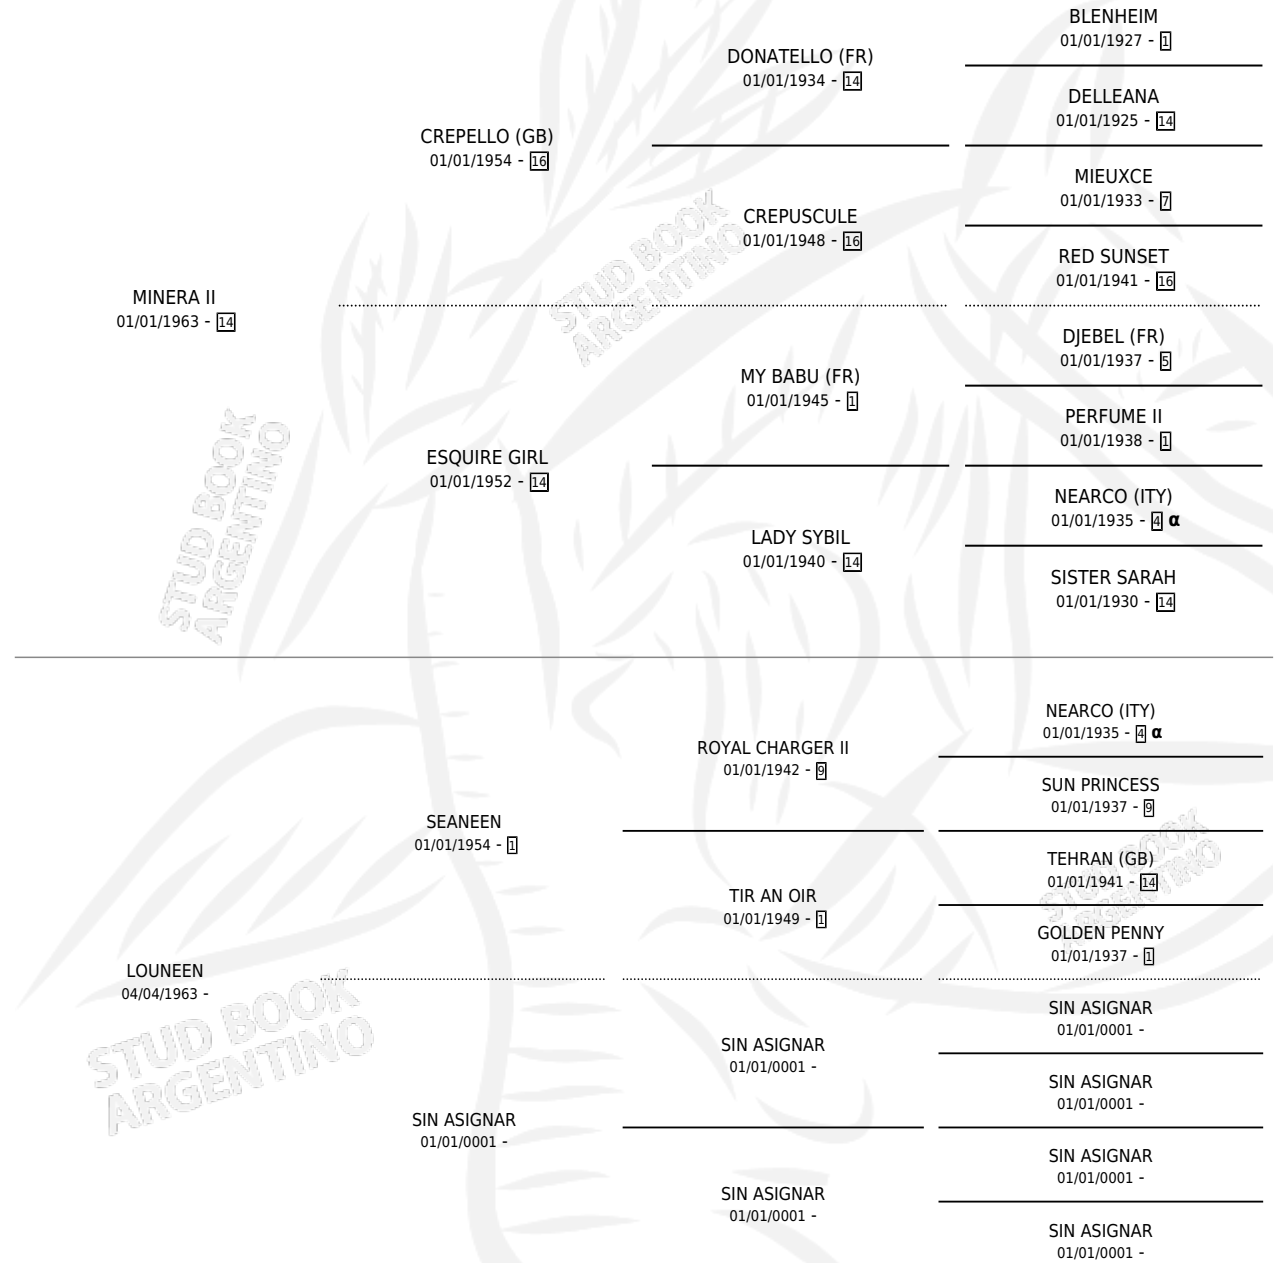 BLENHEIM
01/01/1927 - 1
DONATELLO (FR)
01/01/1934 - 14
DELLEANA
01/01/1925 - 14
CREPELLO (GB)
01/01/1954 - 16
MIEUXCE
01/01/1933 - 7
CREPUSCULE
01/01/1948 - 16
RED SUNSET
01/01/1941 - 16
MINERA II
01/01/1963 - 14
DJEBEL (FR)
01/01/1937 - 5
MY BABU (FR)
01/01/1945 - 1
PERFUME II
01/01/1938 - 1
ESQUIRE GIRL
01/01/1952 - 14
NEARCO (ITY)
01/01/1935 - 4 α
LADY SYBIL
01/01/1940 - 14
SISTER SARAH
01/01/1930 - 14
NEARCO (ITY)
01/01/1935 - 4 α
ROYAL CHARGER II
01/01/1942 - 9
SUN PRINCESS
01/01/1937 - 9
SEANEEN
01/01/1954 - 1
TEHRAN (GB)
01/01/1941 - 14
TIR AN OIR
01/01/1949 - 1
GOLDEN PENNY
01/01/1937 - 1
LOUNEEN
04/04/1963 -
SIN ASIGNAR
01/01/0001 -
SIN ASIGNAR
01/01/0001 -
SIN ASIGNAR
01/01/0001 -
SIN ASIGNAR
01/01/0001 -
SIN ASIGNAR
01/01/0001 -
SIN ASIGNAR
01/01/0001 -
SIN ASIGNAR
01/01/0001 -
STUD BOOK
ARGENTINO
STUD BOOK
ARGENTINO
STUD BOOK
ARGENTINO
STUD BOOK
ARGENTINO